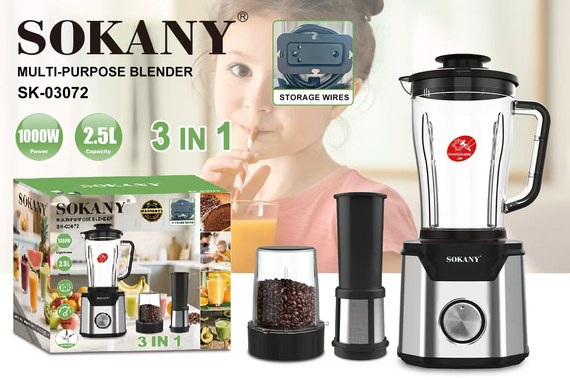 SOKANY®
MULTI-PURPOSE BLENDER
SK-03072
STORAGE WIRES
1000W
Power
2.5L
Capacity
3 IN 1
SOKANY
SOKANY®
MULTI-PURPOSE BLENDER
SK-03072
1000W
2.5L
3 IN 1